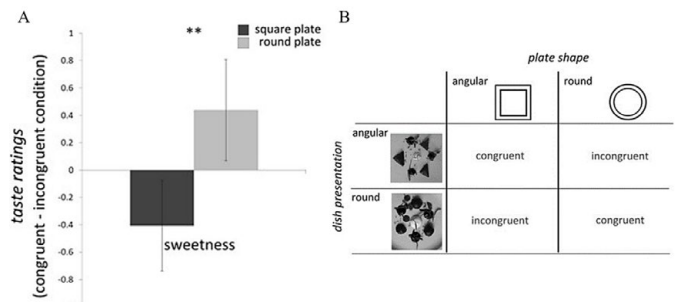 A
**
square plate
round plate
1
0.8
0.6
0.4
0.2
0
-0.2
-0.4
-0.6
-0.8
taste ratings
(congruent - incongruent condition)
sweetness
B
plate shape
angular
round
dish presentation
angular
congruent
incongruent
round
incongruent
congruent